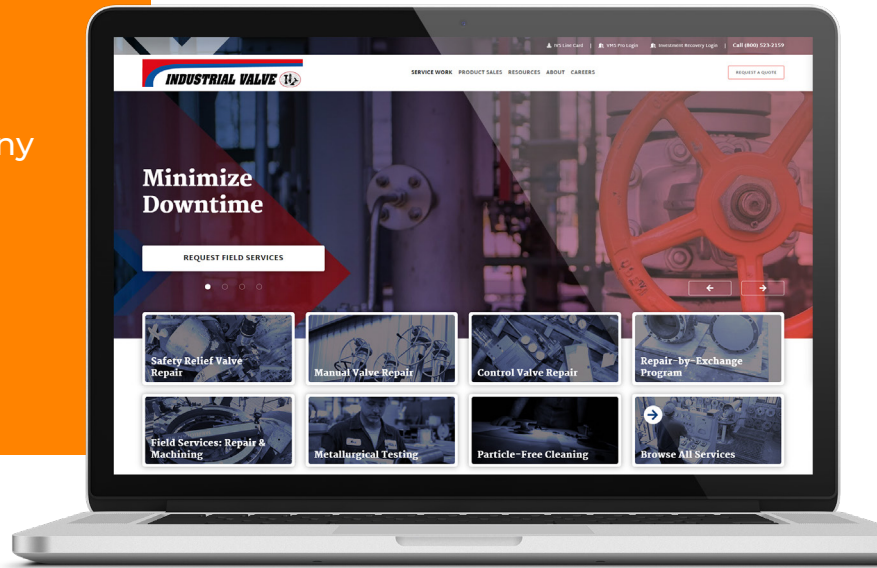 ny
IVS Line Card | VMS Pro Login Investment Recovery Login | Call (800) 523-2159
INDUSTRIAL VALVE
SERVICE WORK PRODUCT SALES RESOURCES ABOUT CAREERS
REQUEST A QUOTE
Minimize
Downtime
REQUEST FIELD SERVICES
Safety Relief Valve
Repair
Manual Valve Repair
Control Valve Repair
Repair-by-Exchange
Program
Field Services: Repair &
Machining
Metallurgical Testing
Particle-Free Cleaning
Browse All Services